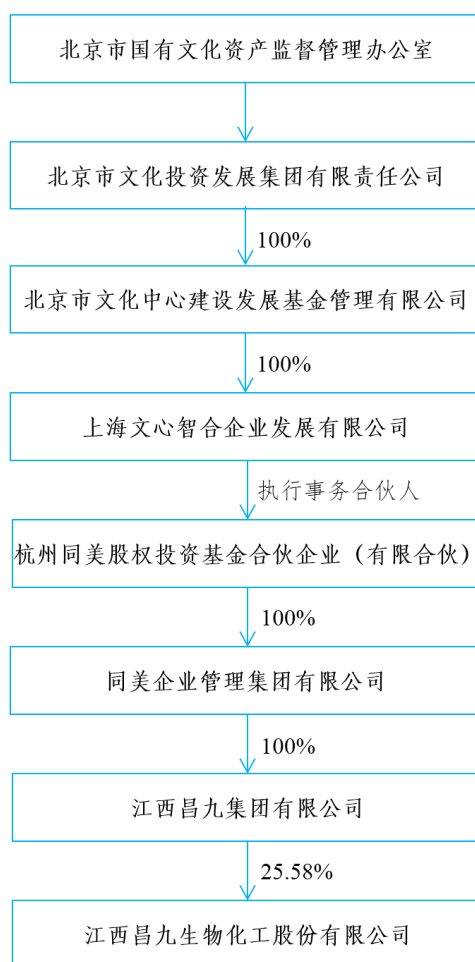 北京市国有文化资产监督管理办公室
北京市文化投资发展集团有限责任公司
100%
北京市文化中心建设发展基金管理有限公司
100%
上海文心智合企业发展有限公司
执行事务合伙人
杭州同美股权投资基金合伙企业（有限合伙）
100%
同美企业管理集团有限公司
100%
江西昌九集团有限公司
25.58%
江西昌九生物化工股份有限公司